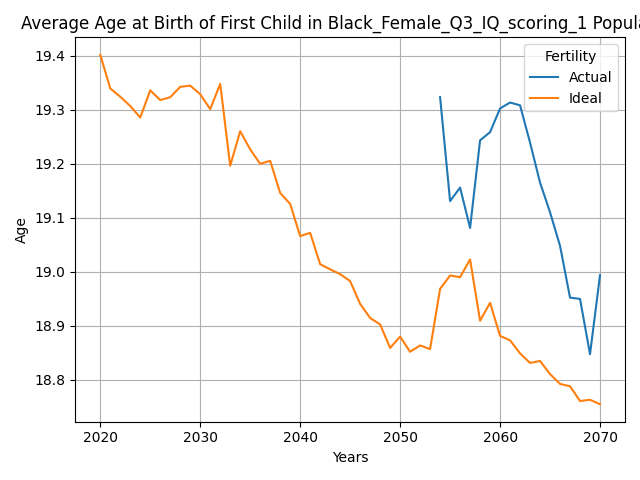 Average Age at Birth of First Child in Black_Female_Q3_IQ_scoring_1 Popula
19.4
19.3
19.2
19.1
19.0
18.9
18.8
Age
Fertility
Actual
Ideal
2020 2030 2040 2050 2060 2070
Years